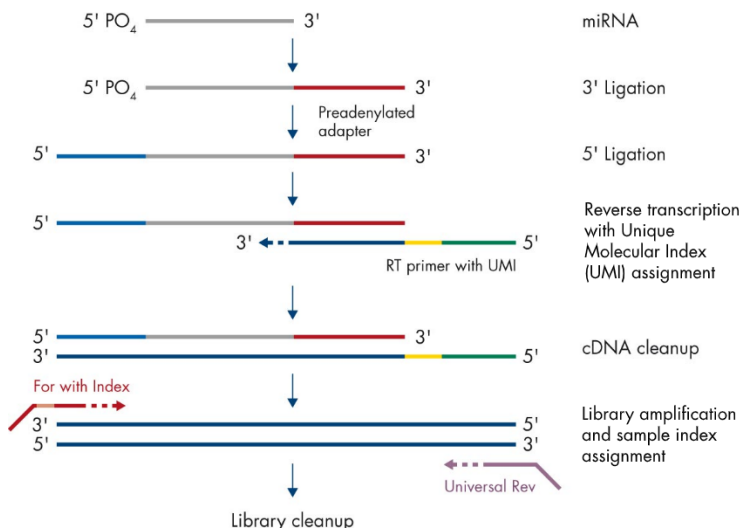 5' PO4 3' miRNA
5' PO4 3' 3' Ligation
Preadenylated
adapter
5' 3' 5' Ligation
5' Reverse transcription
with Unique
Molecular Index
(UMI) assignment
3' 5'
RT primer with UMI
5' 3'
3' 5' cDNA cleanup
For with Index
3' 5' Library amplification
and sample index
assignment
5' 3'
Universal Rev
Library cleanup